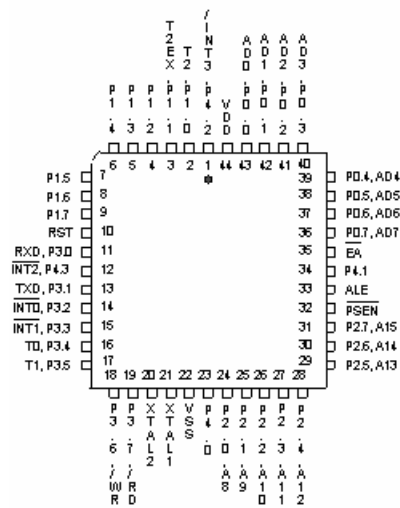 P1.4
P1.3
P1.2
T2EX,P1.1
T2,P1.0
/INT3,P4.2
VDD
AD0,P0.0
AD1,P0.1
AD2,P0.2
AD3,P0.3
6 5 4 3 2 1 44 43 42 41 40
P1.5 7
P1.6 8
P1.7 9
RST 10
RXD, P3.0 11
INT2, P4.3 12
TXD, P3.1 13
INT0, P3.2 14
INT1, P3.3 15
T0, P3.4 16
T1, P3.5 17
39 P0.4, AD4
38 P0.5, AD5
37 P0.6, AD6
36 P0.7, AD7
35 EA
34 P4.1
33 ALE
32 PSEN
31 P2.7, A15
30 P2.6, A14
29 P2.5, A13
18 19 20 21 22 23 24 25 26 27 28
P3.6,/WR
P3.7,/RD
XTAL2
XTAL1
VSS
P4.0
P2.0,A8
P2.1,A9
P2.2,A10
P2.3,A11
P2.4,A12